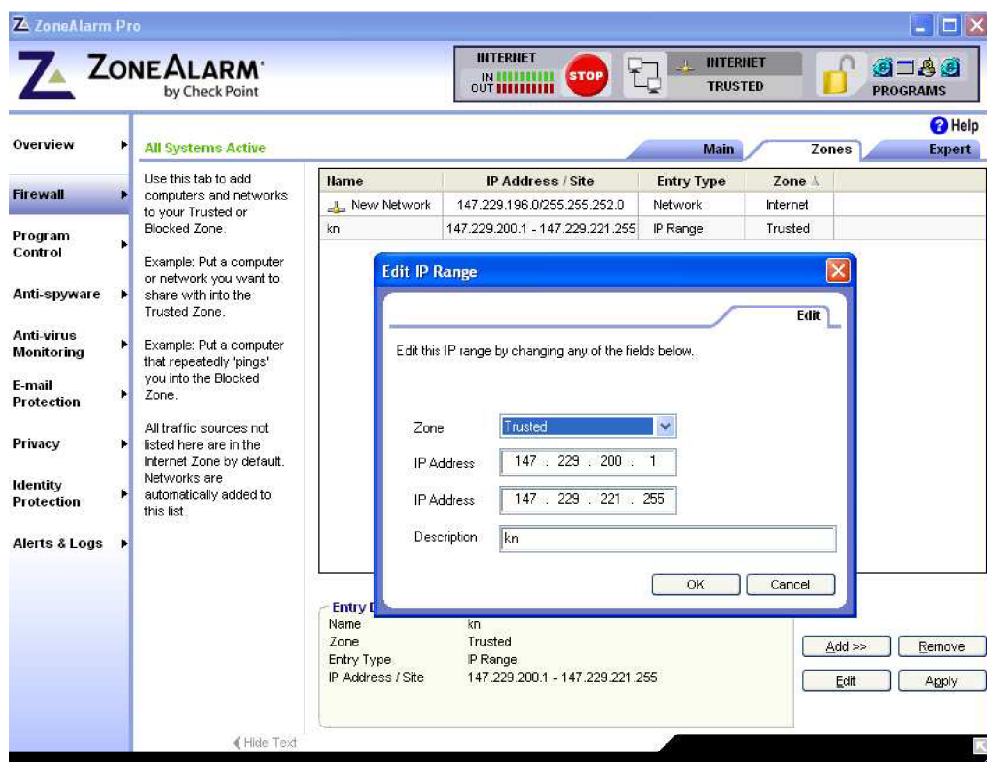 ZoneAlarm Pro
ZONEALARM
by Check Point
INTERNET
IN
OUT
STOP
INTERNET
TRUSTED
PROGRAMS
Help
Overview
Firewall
Program
Control
Anti-spyware
Anti-virus
Monitoring
E-mail
Protection
Privacy
Identity
Protection
Alerts & Logs
All Systems Active
Main
Zones
Expert
Use this tab to add
computers and networks
to your Trusted or
Blocked Zone.
Example: Put a computer
or network you want to
share with into the
Trusted Zone.
Example: Put a computer
that repeatedly 'pings'
you into the Blocked
Zone.
All traffic sources not
listed here are in the
Internet Zone by default.
Networks are
automatically added to
this list.
Name IP Address / Site Entry Type Zone
New Network 147.229.196.0/255.255.252.0 Network Internet
kn 147.229.200.1 - 147.229.221.255 IP Range Trusted
Edit IP Range
Edit
Edit this IP range by changing any of the fields below.
Zone Trusted
IP Address 147 . 229 . 200 . 1
IP Address 147 . 229 . 221 . 255
Description kn
OK Cancel
Entry D
Name kn
Zone Trusted
Entry Type IP Range
IP Address / Site 147.229.200.1 - 147.229.221.255
Add >> Remove
Edit Apply
Hide Text